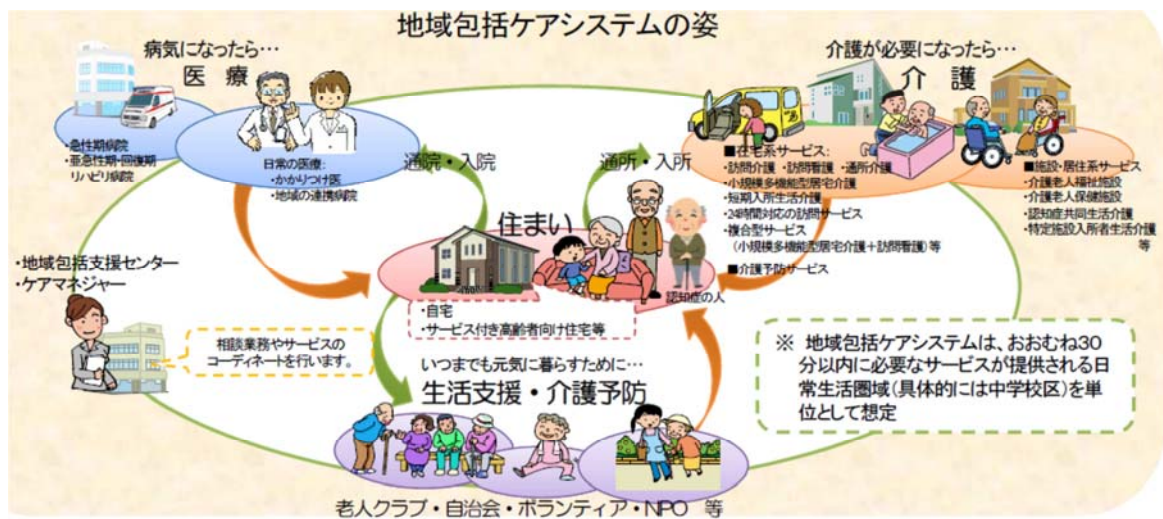 地域包括ケアシステムの姿
病気になったら…
医 療
介護が必要になったら…
介 護
・急性期病院
・亜急性期・回復期
リハビリ病院
日常の医療:
・かかりつけ医
・地域の連携病院
通院・入院
通所・入所
■在宅系サービス:
・訪問介護 ・訪問看護 ・通所介護
・小規模多機能型居宅介護
・短期入所生活介護
・24時間対応の訪問サービス
・複合型サービス
(小規模多機能型居宅介護+訪問看護)等
■介護予防サービス
■施設・居住系サービス
・介護老人福祉施設
・介護老人保健施設
・認知症共同生活介護
・特定施設入所者生活介護
等
住まい
認知症の人
・自宅
・サービス付き高齢者向け住宅等
・地域包括支援センター
・ケアマネジャー
相談業務やサービスの
コーディネートを行います。
いつまでも元気に暮らすために…
生活支援・介護予防
老人クラブ・自治会・ボランティア・NPO 等
※ 地域包括ケアシステムは、おおむね30
分以内に必要なサービスが提供される日
常生活圏域(具体的には中学校区)を単
位として想定